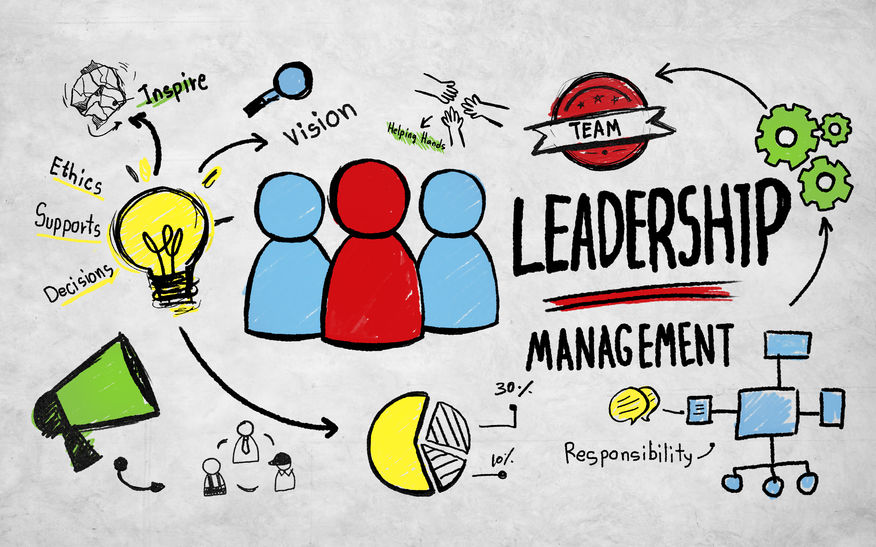 Inspire
Vision
Helping Hands
TEAM
Ethics
Supports
Decisions
LEADERSHIP
MANAGEMENT
30%
10%
Responsibility